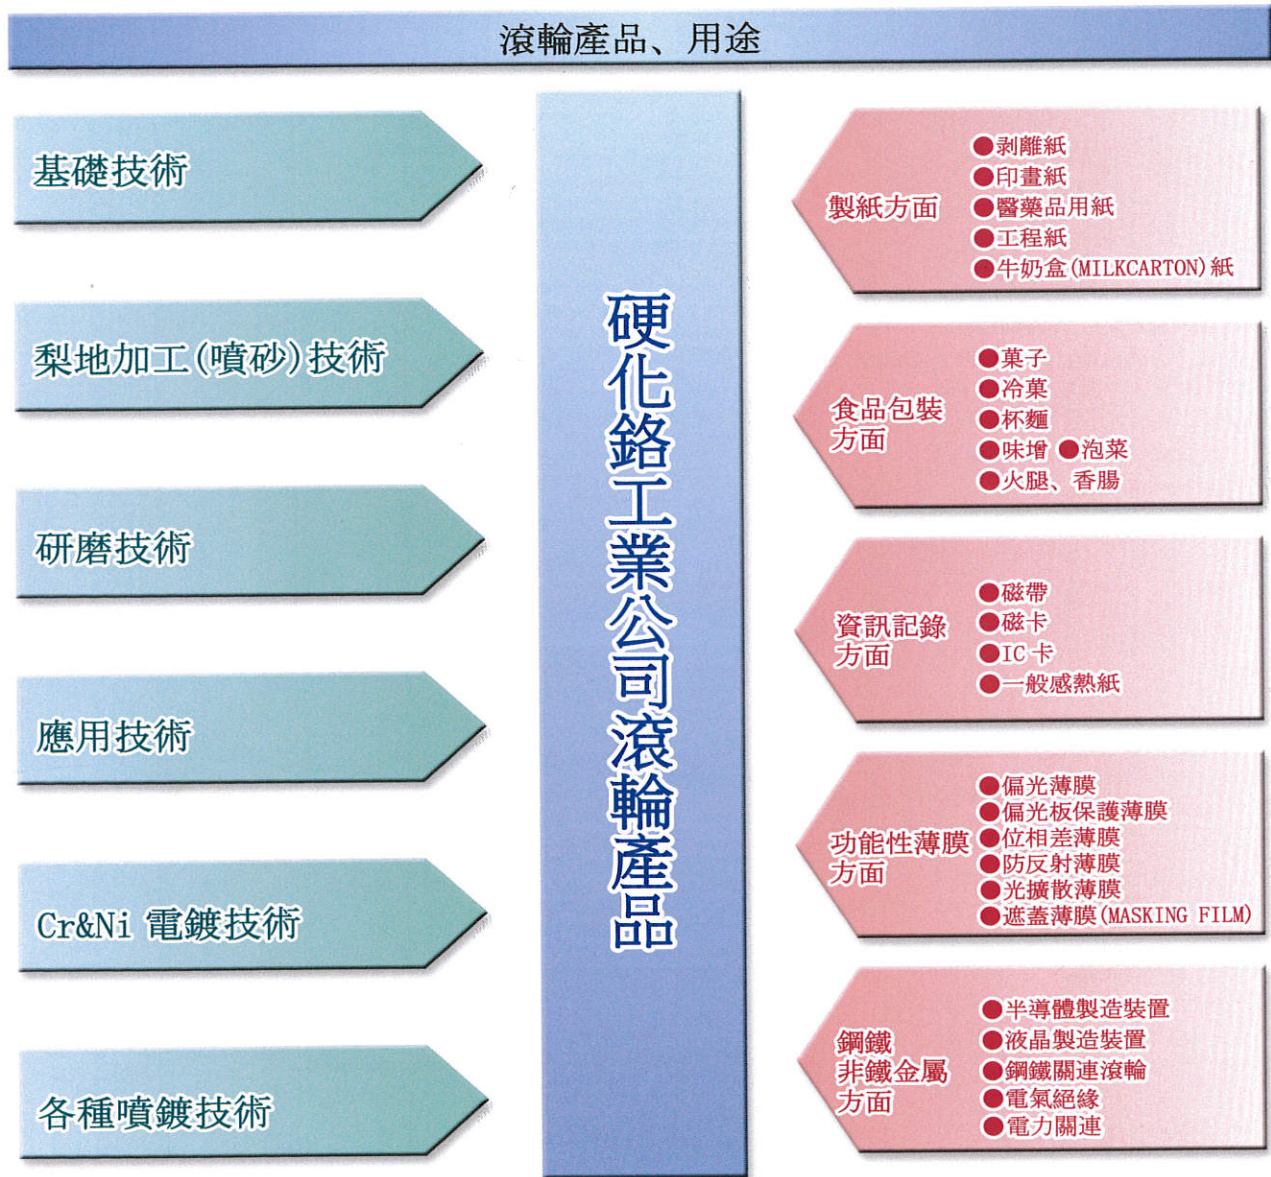 滾輪產品、用途
基礎技術
梨地加工(噴砂)技術
研磨技術
應用技術
Cr&Ni 電鍍技術
各種噴鍍技術
硬化鉻工業公司滾輪產品
製紙方面
●剥離紙
●印畫紙
●醫藥品用紙
●工程紙
●牛奶盒(MILKCARTON)紙
食品包裝
方面
●菓子
●冷菓
●杯麵
●味增 ●泡菜
●火腿、香腸
資訊記錄
方面
●磁帶
●磁卡
●IC 卡
●一般感熱紙
功能性薄膜
方面
●偏光薄膜
●偏光板保護薄膜
●位相差薄膜
●防反射薄膜
●光擴散薄膜
●遮蓋薄膜(MASKING FILM)
鋼鐵
非鐵金屬
方面
●半導體製造裝置
●液晶製造裝置
●鋼鐵關連滾輪
●電氣絕緣
●電力關連